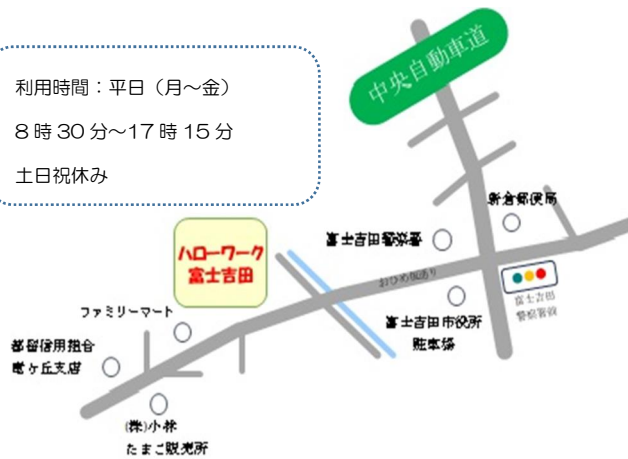 中央自動車道
利用時間：平日（月～金）
8時30分～17時15分
土日祝休み
新倉郵便局
富士吉田警察署
ハローワーク
富士吉田
おひめ坂通り
富士吉田
警察署前
ファミリーマート
富士吉田市役所
駐車場
都留信用組合
竜ヶ丘支店
(株)小林
たまご販売所